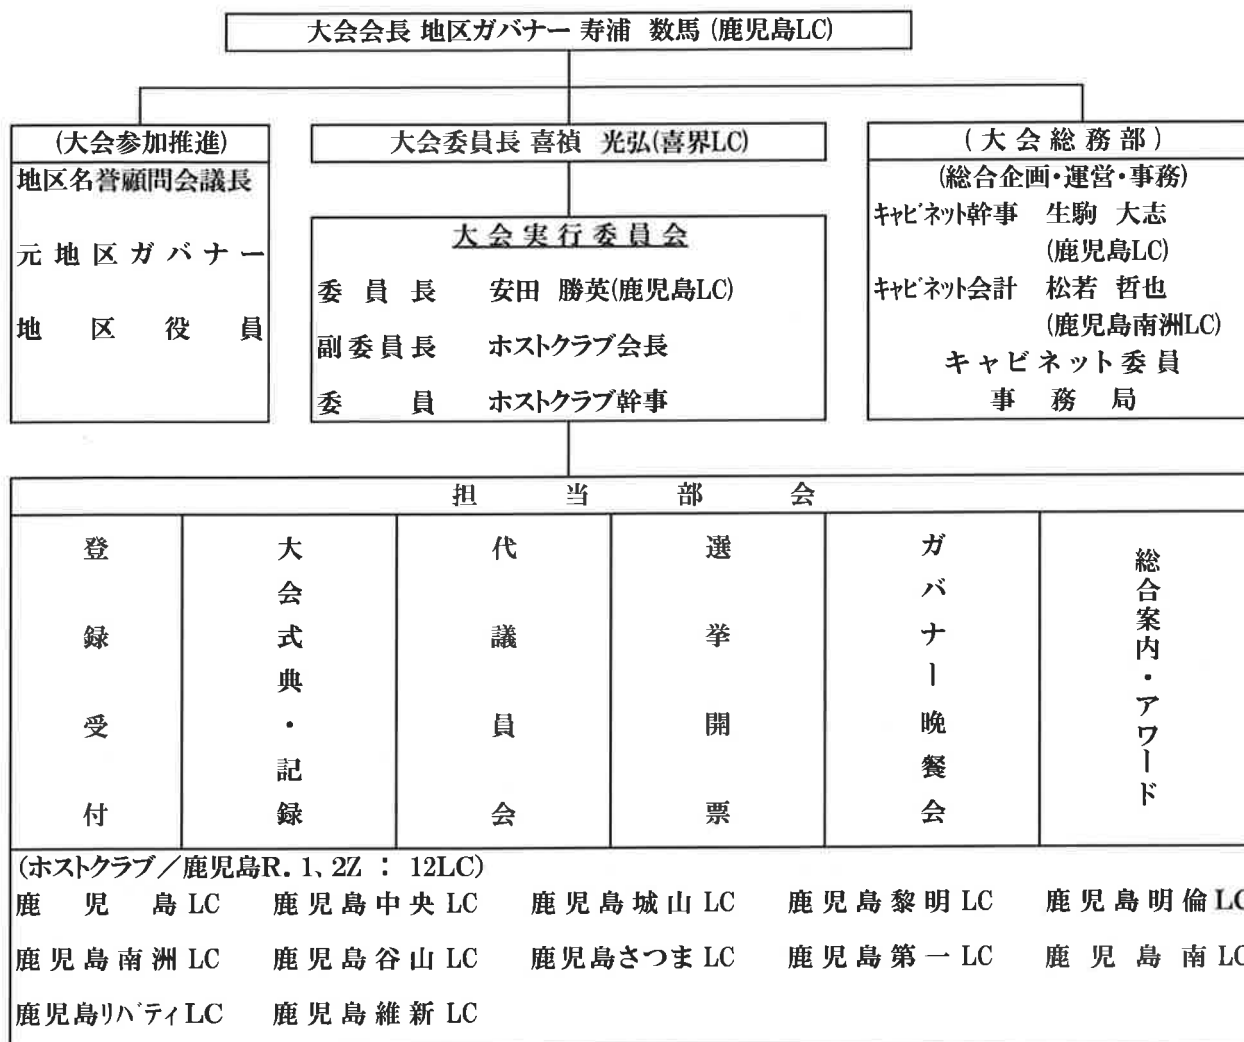 大会会長 地区ガバナー 寿浦 数馬 (鹿児島LC)
(大会参加推進)
地区名誉顧問会議長
元地区ガバナー
地区役員
大会委員長 喜禎 光弘(喜界LC)
大会実行委員会
委員長 安田 勝英(鹿児島LC)
副委員長 ホストクラブ会長
委員 ホストクラブ幹事
(大会総務部)
(総合企画・運営・事務)
キャビネット幹事 生駒 大志
(鹿児島LC)
キャビネット会計 松若 哲也
(鹿児島南洲LC)
キャビネット委員
事務局
担当部会
登録受付
大会式典・記録
代議員会
選挙開票
ガバナー晩餐会
総合案内・アワード
(ホストクラブ/鹿児島R. 1、2Z : 12LC)
鹿児島LC 鹿児島中央LC 鹿児島城山LC 鹿児島黎明LC 鹿児島明倫LC
鹿児島南洲LC 鹿児島谷山LC 鹿児島さつまLC 鹿児島第一LC 鹿児島南LC
鹿児島リバティLC 鹿児島維新LC